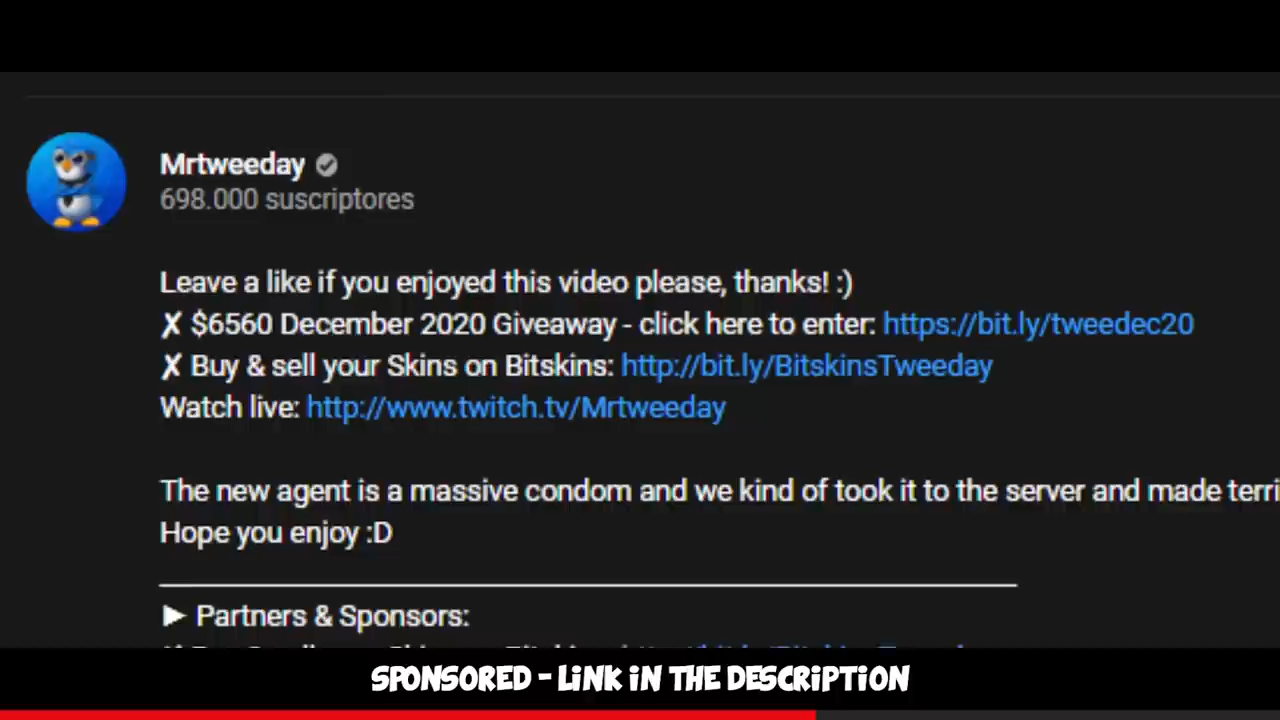 Mrtweeday
698.000 suscriptores
Leave a like if you enjoyed this video please, thanks! :)
✘ $6560 December 2020 Giveaway - click here to enter: https://bit.ly/tweedec20
✘ Buy & sell your Skins on Bitskins: http://bit.ly/BitskinsTweeday
Watch live: http://www.twitch.tv/Mrtweeday
The new agent is a massive condom and we kind of took it to the server and made terri
Hope you enjoy :D
► Partners & Sponsors:
SPONSORED - LINK IN THE DESCRIPTION